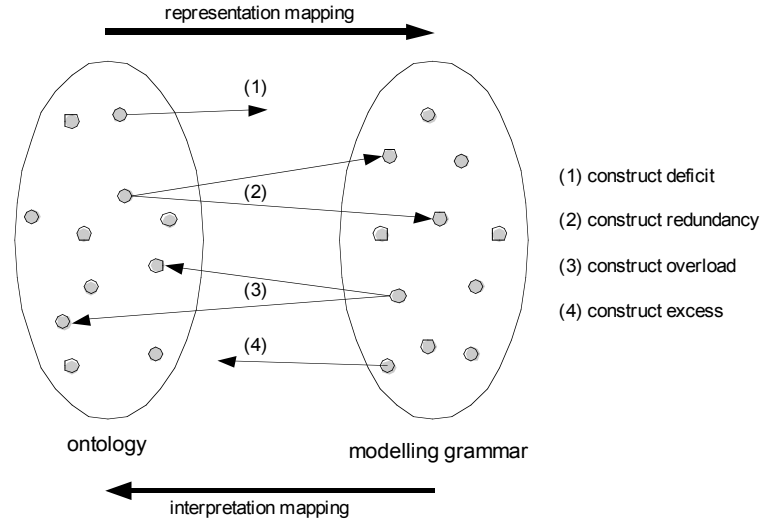 representation mapping
(1)
(2)
(3)
(4)
(1) construct deficit
(2) construct redundancy
(3) construct overload
(4) construct excess
ontology
modelling grammar
interpretation mapping